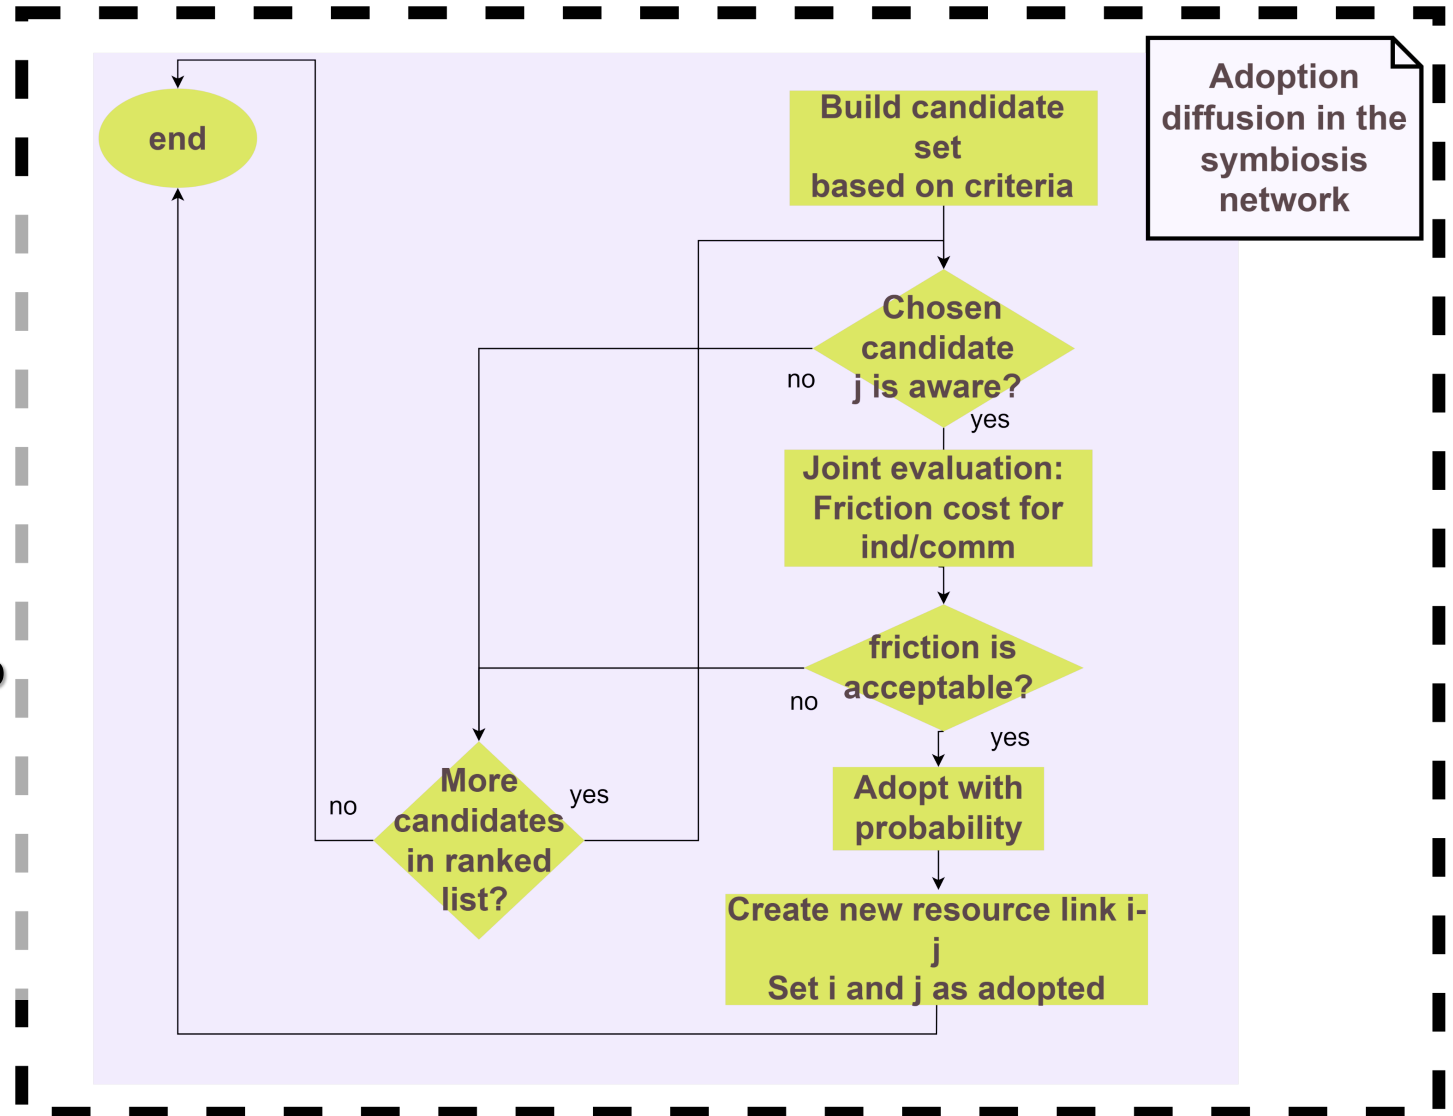 Adoption
diffusion in the
symbiosis
network
end
Build candidate
set
based on criteria
Chosen
candidate
j is aware?
no
yes
Joint evaluation:
Friction cost for
ind/comm
friction is
acceptable?
no
yes
More
candidates
in ranked
list?
no
yes
Adopt with
probability
Create new resource link i-
j
Set i and j as adopted